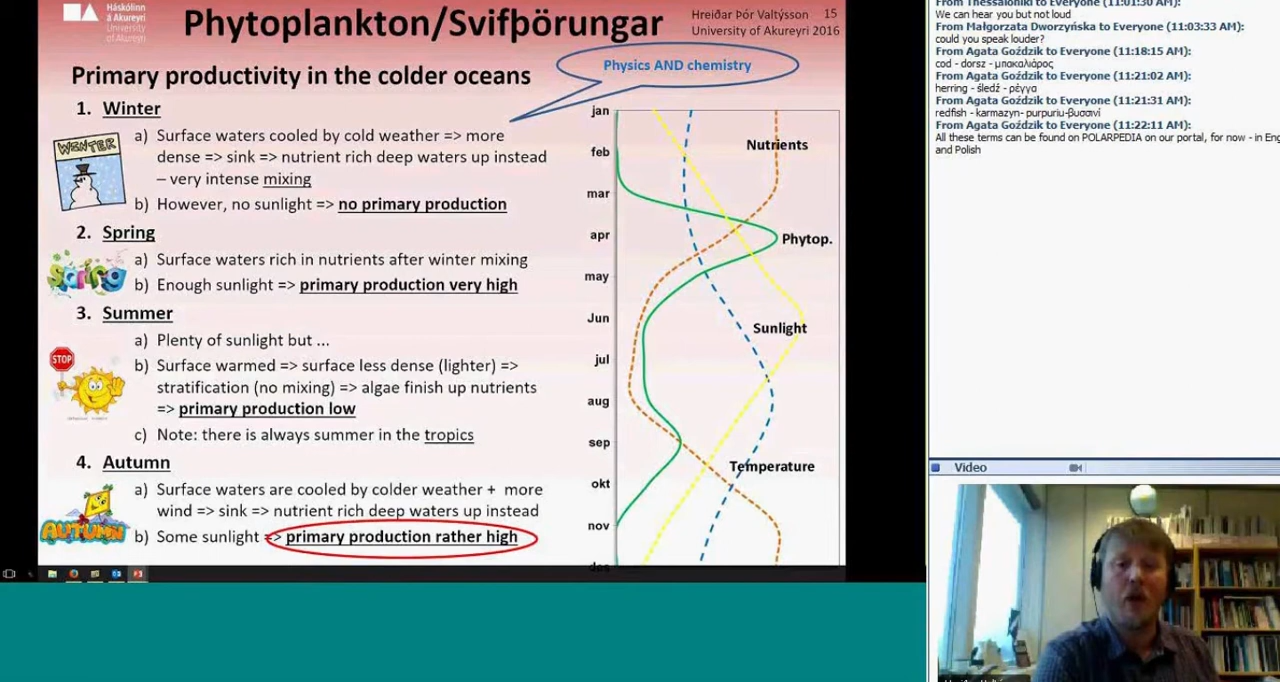 Háskólinn
á Akureyri
University
of Akureyri
Phytoplankton/Svifþörungar
Hreiðar Þór Valtýsson 15
University of Akureyri 2016
Primary productivity in the colder oceans
Physics AND chemistry
1. Winter
WINTER
a) Surface waters cooled by cold weather => more
dense => sink => nutrient rich deep waters up instead
– very intense mixing
b) However, no sunlight => no primary production
2. Spring
Spring
a) Surface waters rich in nutrients after winter mixing
b) Enough sunlight => primary production very high
3. Summer
STOP
a) Plenty of sunlight but ...
b) Surface warmed => surface less dense (lighter) =>
stratification (no mixing) => algae finish up nutrients
=> primary production low
c) Note: there is always summer in the tropics
4. Autumn
AUTUMN
a) Surface waters are cooled by colder weather + more
wind => sink => nutrient rich deep waters up instead
b) Some sunlight => primary production rather high
jan
feb
mar
apr
may
Jun
jul
aug
sep
okt
nov
des
Nutrients
Phytop.
Sunlight
Temperature
From Thessaloniki to Everyone (11:01:30 AM):
We can hear you but not loud
From Małgorzata Dworzyńska to Everyone (11:03:33 AM):
could you speak louder?
From Agata Goździk to Everyone (11:18:15 AM):
cod - dorsz - μπακαλιάρος
From Agata Goździk to Everyone (11:21:02 AM):
herring - śledź - ρέγγα
From Agata Goździk to Everyone (11:21:31 AM):
redfish - karmazyn- purpuriu-βυσσινί
From Agata Goździk to Everyone (11:22:11 AM):
All these terms can be found on POLARPEDIA on our portal, for now - in Eng
and Polish
Video